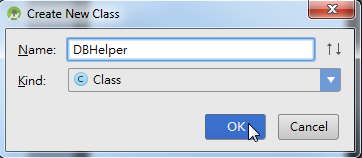 Create New Class
Name: DBHelper
Kind: C Class
OK Cancel